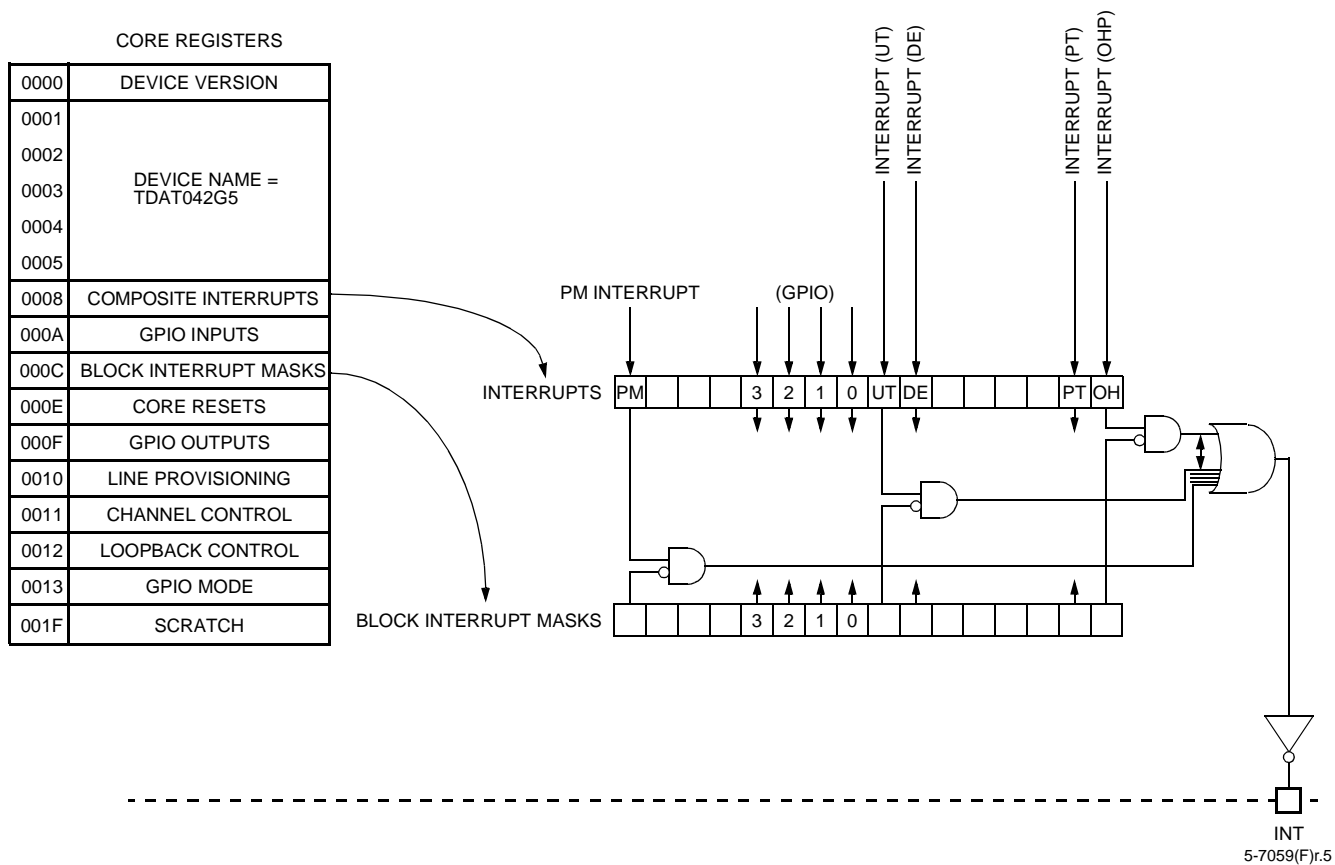 CORE REGISTERS
0000 DEVICE VERSION
0001
0002
0003 DEVICE NAME =
TDAT042G5
0004
0005
0008 COMPOSITE INTERRUPTS
000A GPIO INPUTS
000C BLOCK INTERRUPT MASKS
000E CORE RESETS
000F GPIO OUTPUTS
0010 LINE PROVISIONING
0011 CHANNEL CONTROL
0012 LOOPBACK CONTROL
0013 GPIO MODE
001F SCRATCH
INTERRUPT (UT)
INTERRUPT (DE)
INTERRUPT (PT)
INTERRUPT (OHP)
PM INTERRUPT (GPIO)
INTERRUPTS PM 3 2 1 0 UT DE PT OH
BLOCK INTERRUPT MASKS 3 2 1 0
INT
5-7059(F)r.5